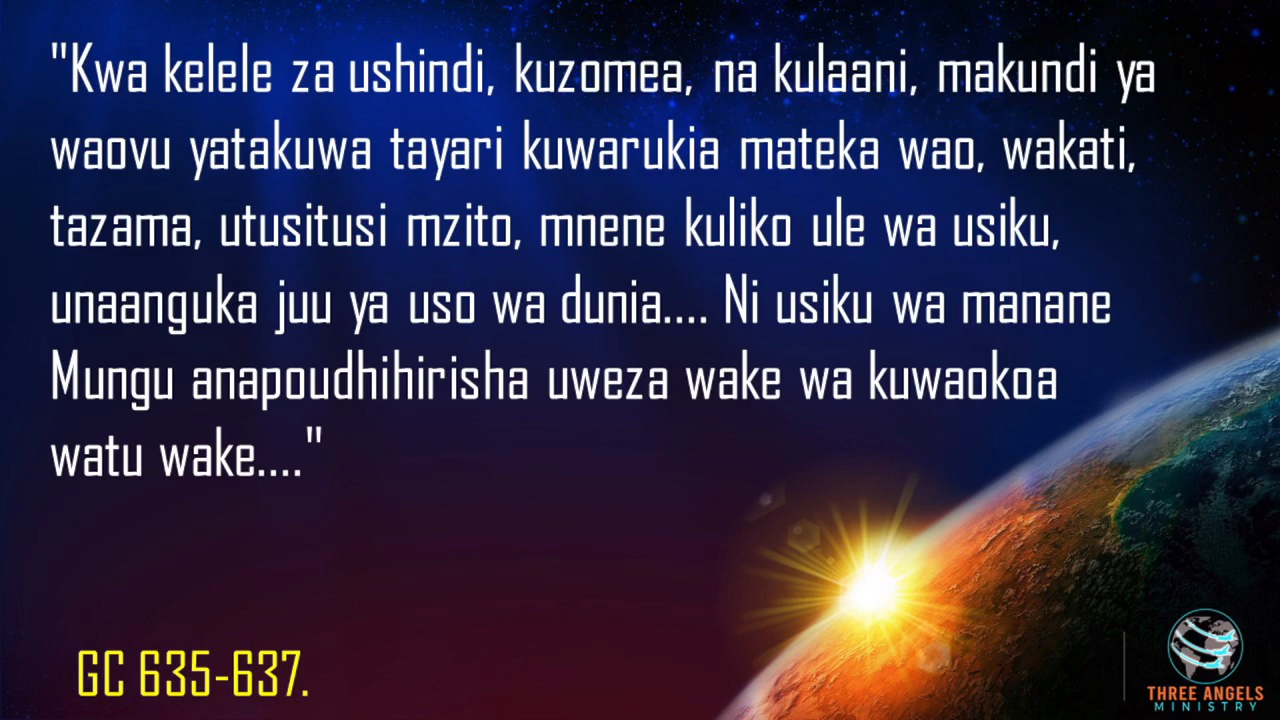 "Kwa kelele za ushindi, kuzomea, na kulaani, makundi ya
waovu yatakuwa tayari kuwarukia mateka wao, wakati,
tazama, utusitusi mzito, mnene kuliko ule wa usiku,
unaanguka juu ya uso wa dunia.... Ni usiku wa manane
Mungu anapoudhihirisha uweza wake wa kuwaokoa
watu wake...."
GC 635-637.
THREE ANGELS
MINISTRY